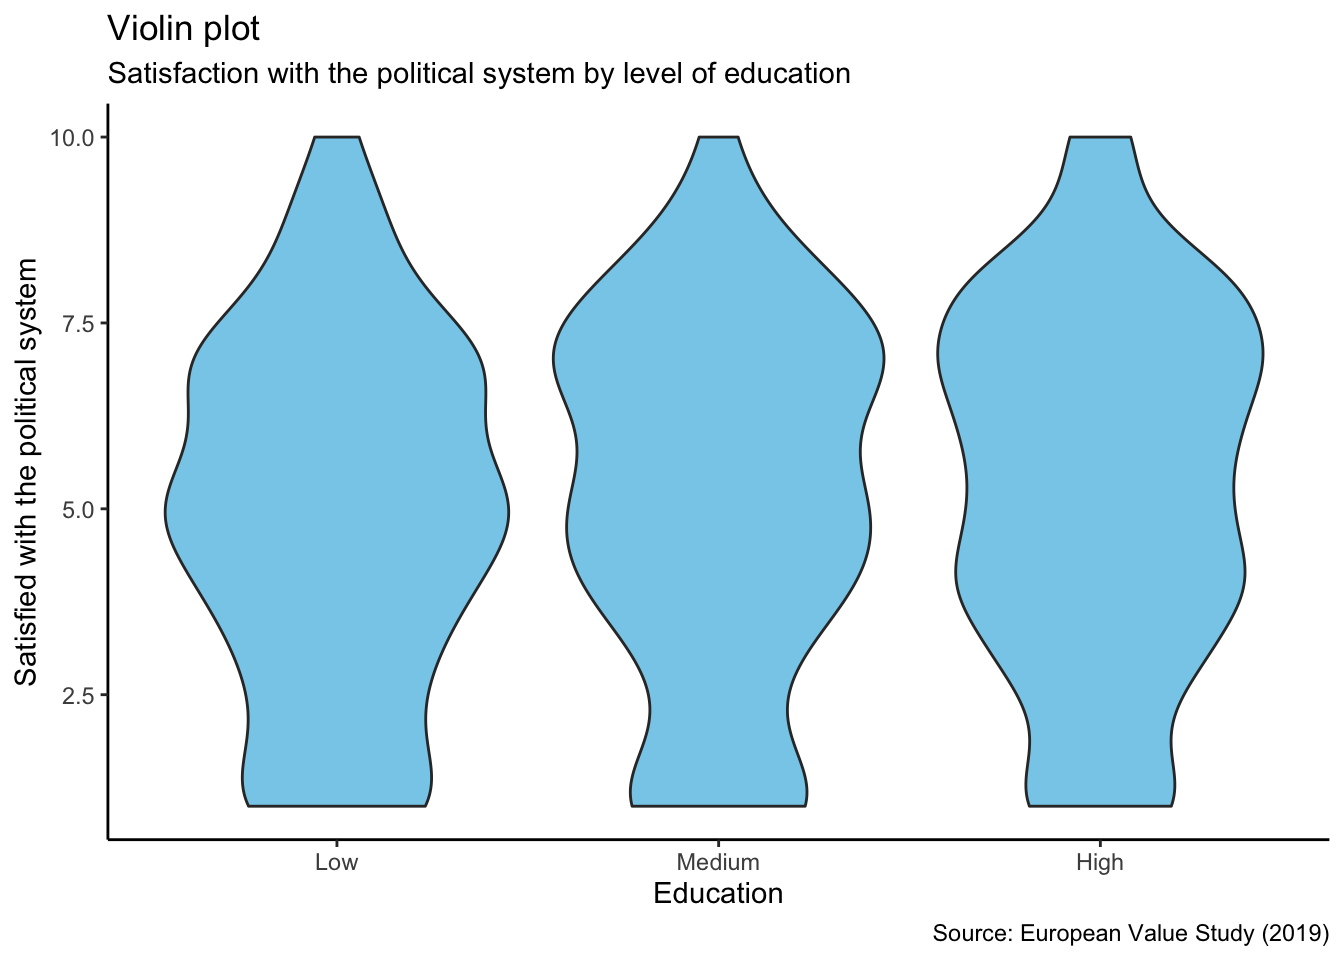 Violin plot
Satisfaction with the political system by level of education
Satisfied with the political system
10.0
7.5
5.0
2.5
Low Medium High
Education
Source: European Value Study (2019)